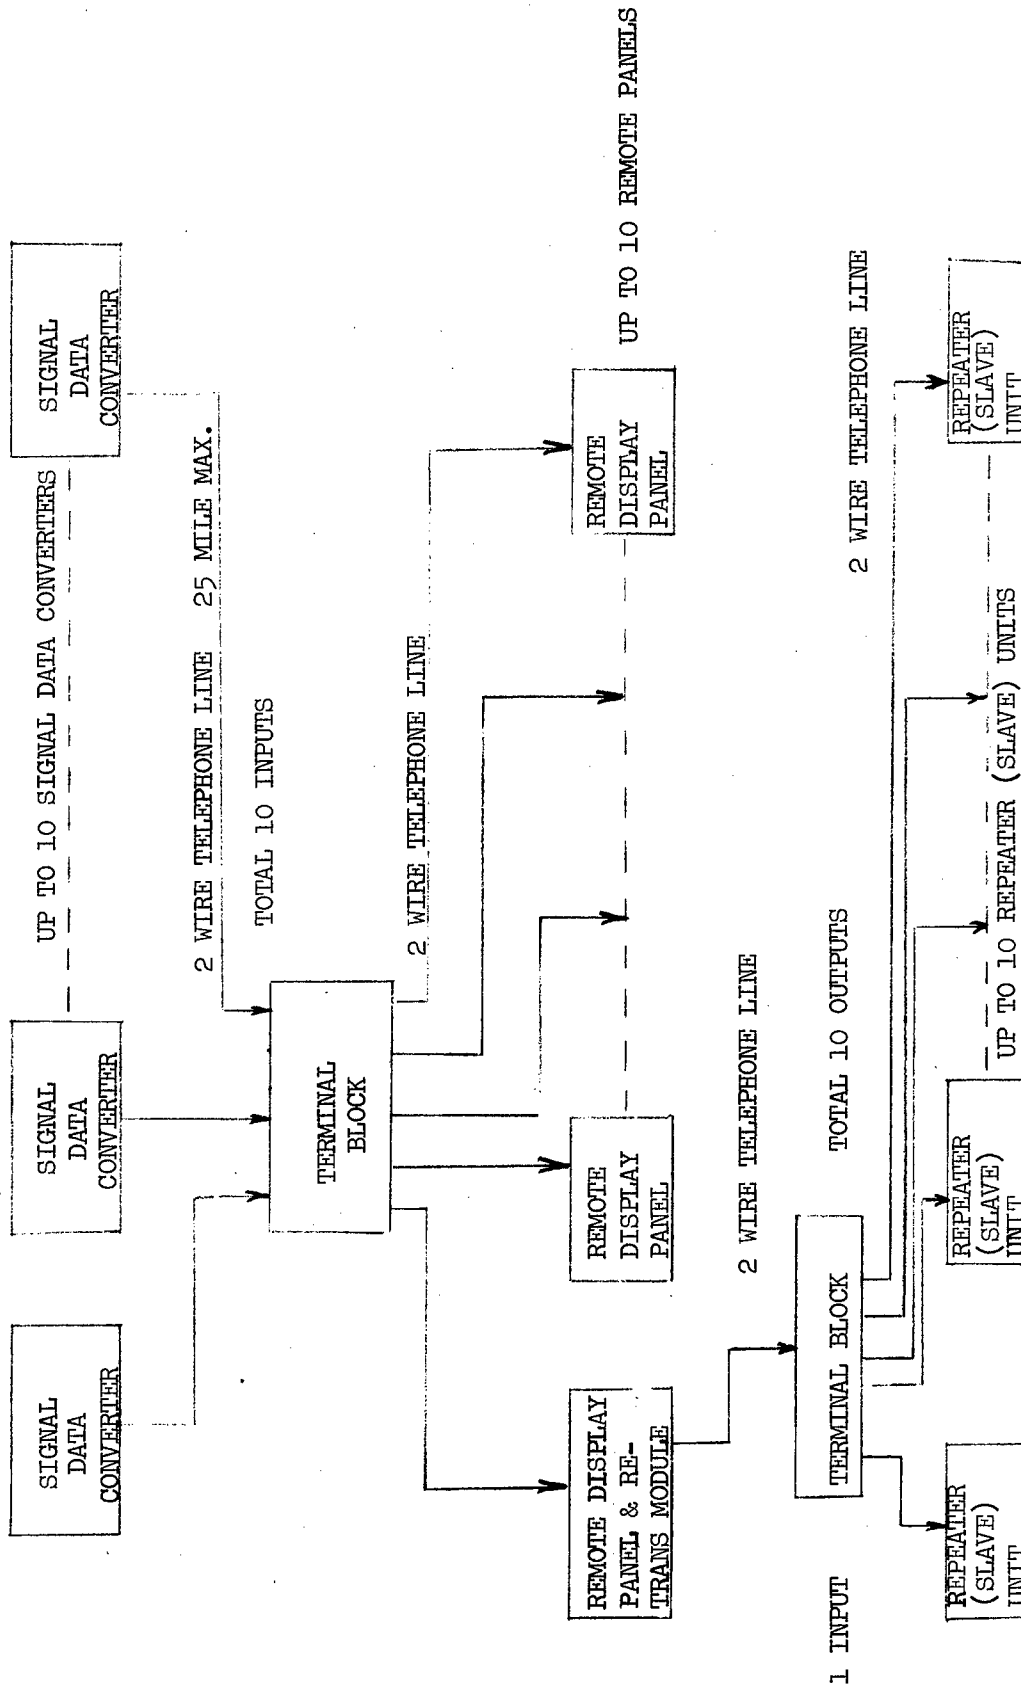 SIGNAL
DATA
CONVERTER
SIGNAL
DATA
CONVERTER
UP TO 10 SIGNAL DATA CONVERTERS
SIGNAL
DATA
CONVERTER
2 WIRE TELEPHONE LINE 25 MILE MAX.
TOTAL 10 INPUTS
TERMINAL
BLOCK
2 WIRE TELEPHONE LINE
REMOTE DISPLAY
PANEL & RE-
TRANS MODULE
REMOTE
DISPLAY
PANEL
REMOTE
DISPLAY
PANEL
UP TO 10 REMOTE PANELS
2 WIRE TELEPHONE LINE
1 INPUT
TERMINAL BLOCK
TOTAL 10 OUTPUTS
2 WIRE TELEPHONE LINE
REPEATER
(SLAVE)
UNIT
REPEATER
(SLAVE)
UNIT
UP TO 10 REPEATER (SLAVE) UNITS
REPEATER
(SLAVE)
UNIT